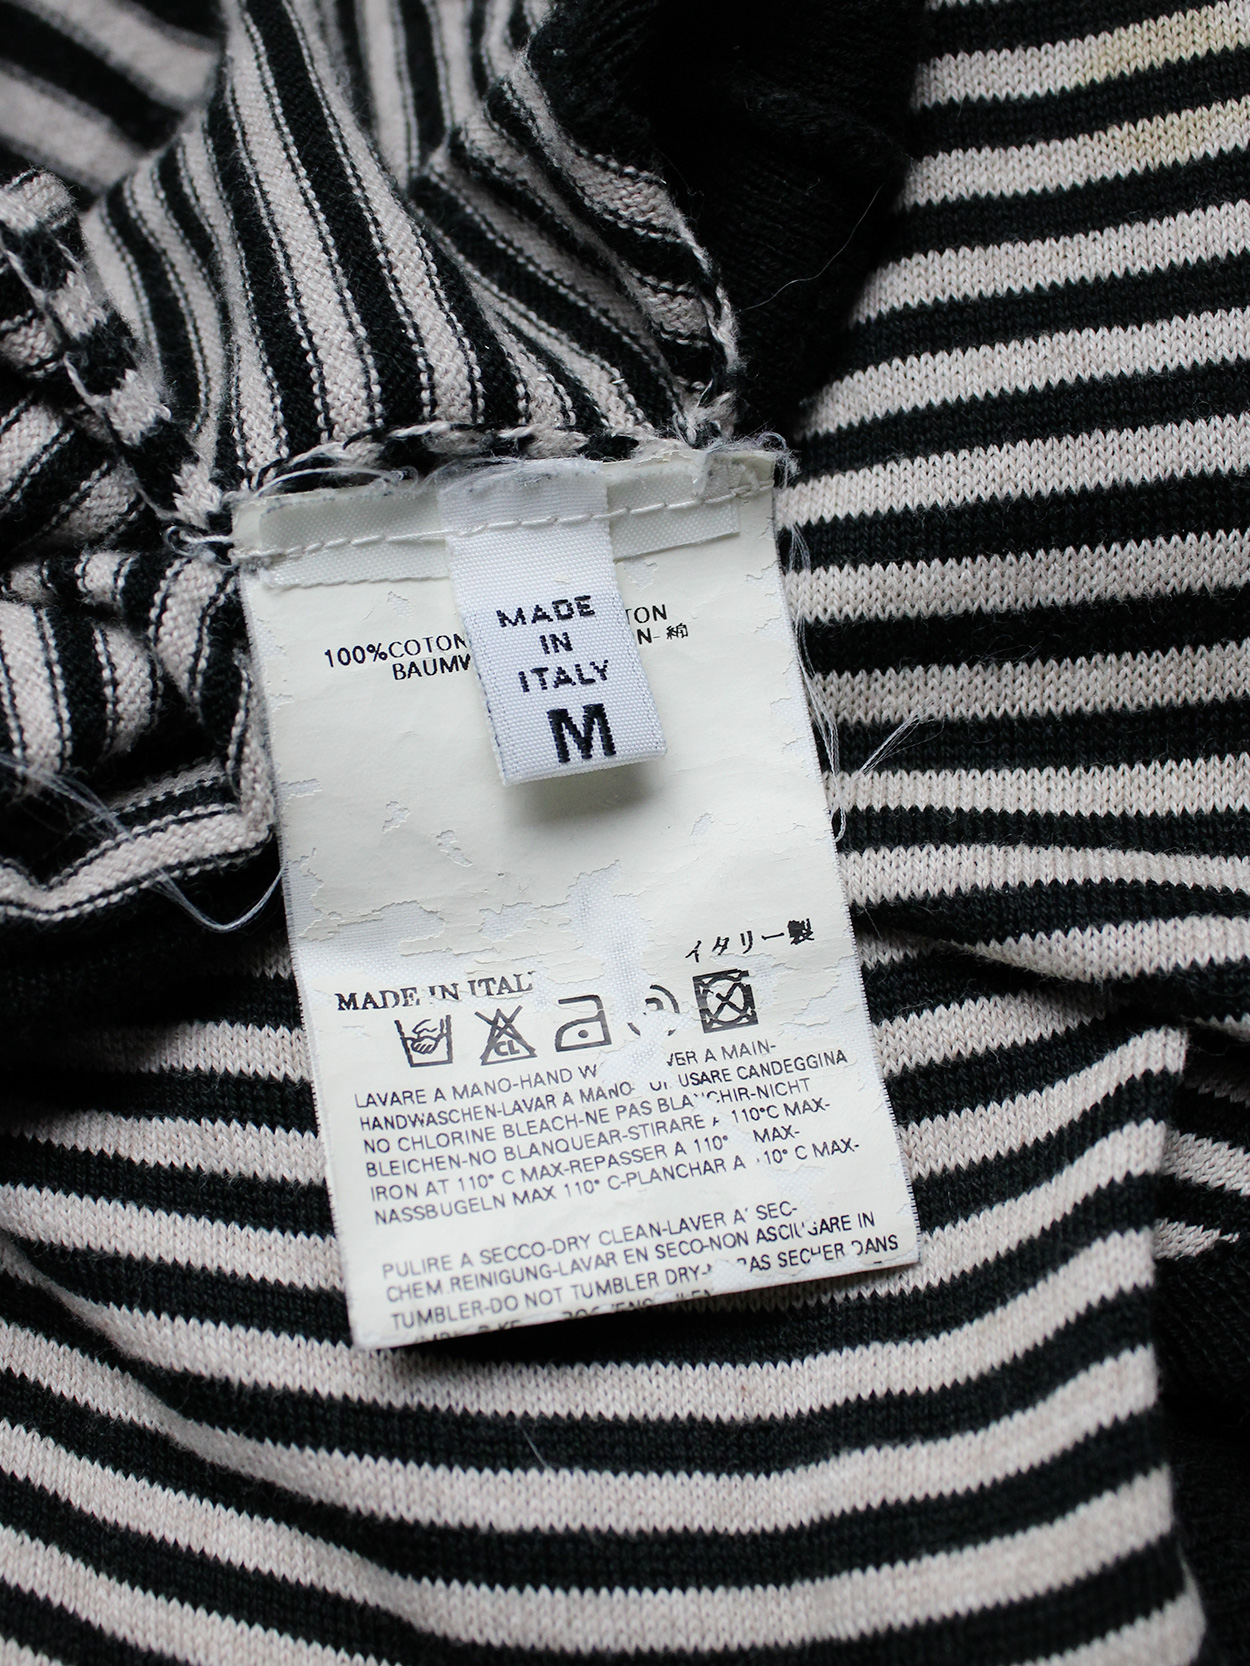 MADE
IN
ITALY
M
100%COTON
BAUMW
TON
N-綿
イタリー製
MADE IN ITAL
CL
LAVARE A MANO-HAND W VER A MAIN-
HANDWASCHEN-LAVAR A MANO- USARE CANDEGGINA
NO CHLORINE BLEACH-NE PAS BLANCHIR-NICHT
BLEICHEN-NO BLANQUEAR-STIRARE A 110°C MAX-
IRON AT 110° C MAX-REPASSER A 110° MAX-
NASSBUGELN MAX 110° C-PLANCHAR A 110° C MAX-
PULIRE A SECCO-DRY CLEAN-LAVER A' SEC-
CHEM.REINIGUNG-LAVAR EN SECO-NON ASCIUGARE IN
TUMBLER-DO NOT TUMBLER DRY- PAS SECHER DANS